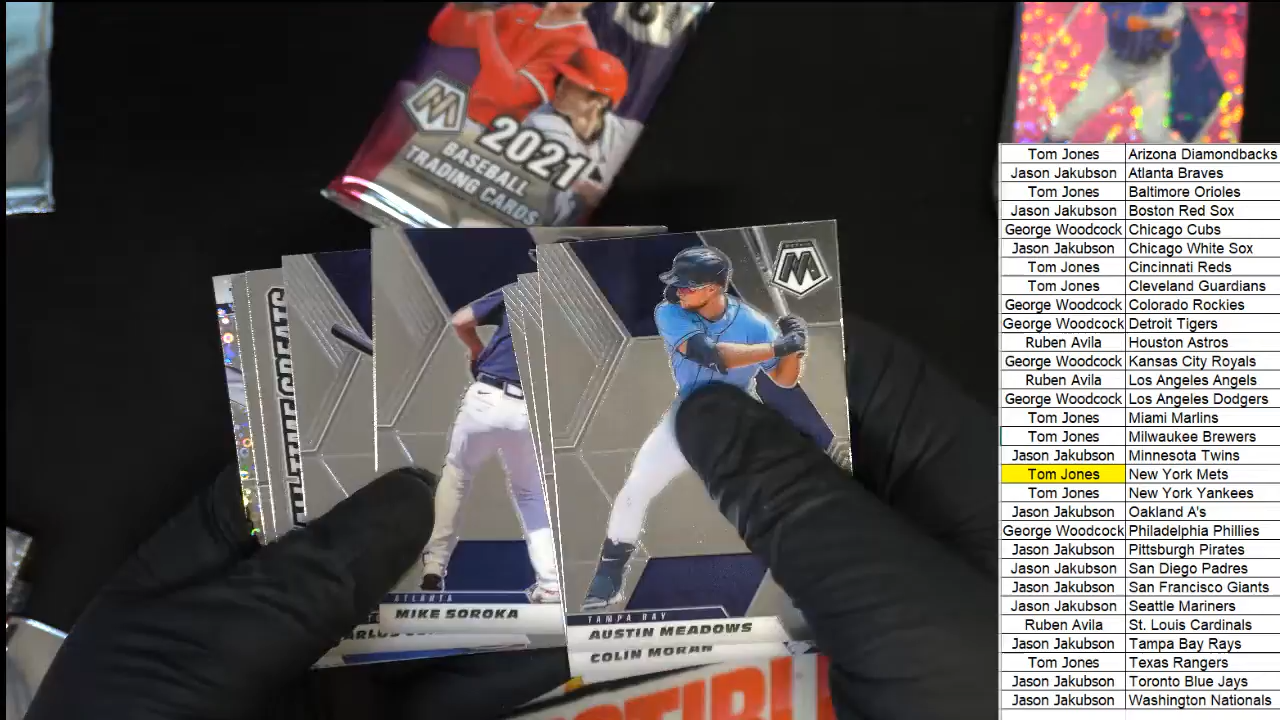 2021
BASEBALL
TRADING CARDS
ATLANTA
MIKE SOROKA
TAMPA BAY
AUSTIN MEADOWS
COLIN MORAN
Tom Jones Arizona Diamondbacks
Jason Jakubson Atlanta Braves
Tom Jones Baltimore Orioles
Jason Jakubson Boston Red Sox
George Woodcock Chicago Cubs
Jason Jakubson Chicago White Sox
Tom Jones Cincinnati Reds
Tom Jones Cleveland Guardians
George Woodcock Colorado Rockies
George Woodcock Detroit Tigers
Ruben Avila Houston Astros
George Woodcock Kansas City Royals
Ruben Avila Los Angeles Angels
George Woodcock Los Angeles Dodgers
Tom Jones Miami Marlins
Tom Jones Milwaukee Brewers
Jason Jakubson Minnesota Twins
Tom Jones New York Mets
Tom Jones New York Yankees
Jason Jakubson Oakland A's
George Woodcock Philadelphia Phillies
Jason Jakubson Pittsburgh Pirates
Jason Jakubson San Diego Padres
Jason Jakubson San Francisco Giants
Jason Jakubson Seattle Mariners
Ruben Avila St. Louis Cardinals
Jason Jakubson Tampa Bay Rays
Tom Jones Texas Rangers
Jason Jakubson Toronto Blue Jays
Jason Jakubson Washington Nationals